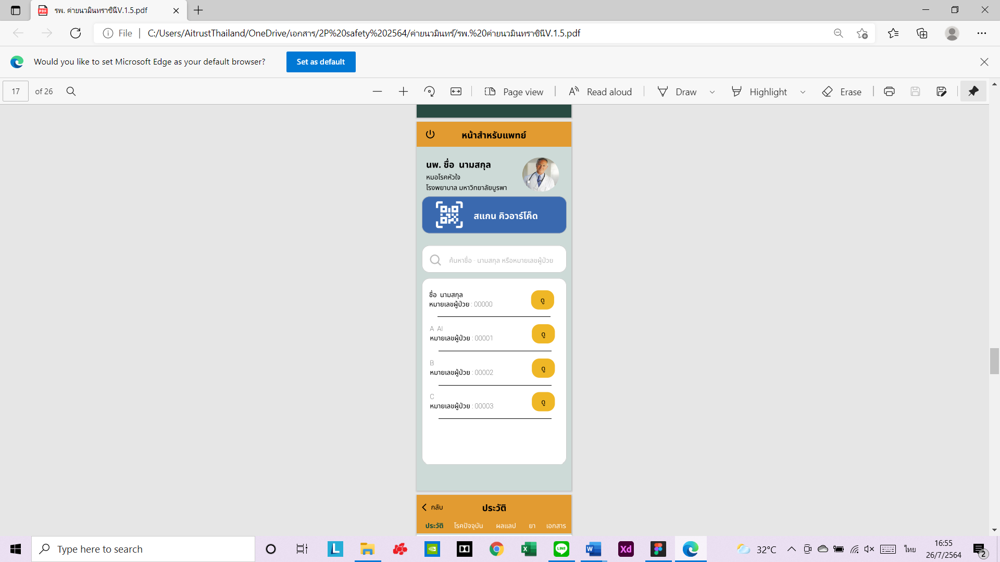 รพ. ค่ายนวมินทราชินีV.1.5.pdf
File
C:/Users/AitrustThailand/OneDrive/เอกสาร/2P%20safety%202564/ค่ายนวมินทร์/รพ.%20ค่ายนวมินทราชินีV.1.5.pdf
Would you like to set Microsoft Edge as your default browser?
Set as default
17 of 26
Page view
Read aloud
Draw
Highlight
Erase
หน้าสำหรับแพทย์
นพ. ชื่อ นามสกุล
หมอโรคหัวใจ
โรงพยาบาล มหาวิทยาลัยบูรพา
สแกน คิวอาร์โค็ด
ค้นหาชื่อ - นามสกุล หรือหมายเลขผู้ป่วย
ชื่อ นามสกุล
หมายเลขผู้ป่วย : 00000
ดู
A AI
หมายเลขผู้ป่วย : 00001
ดู
B
หมายเลขผู้ป่วย : 00002
ดู
C
หมายเลขผู้ป่วย : 00003
ดู
กลับ
ประวัติ
ประวัติ โรคปัจจุบัน ผลแลป ยา เอกสาร
Type here to search
32°C
ไทย
16:55
26/7/2564
2